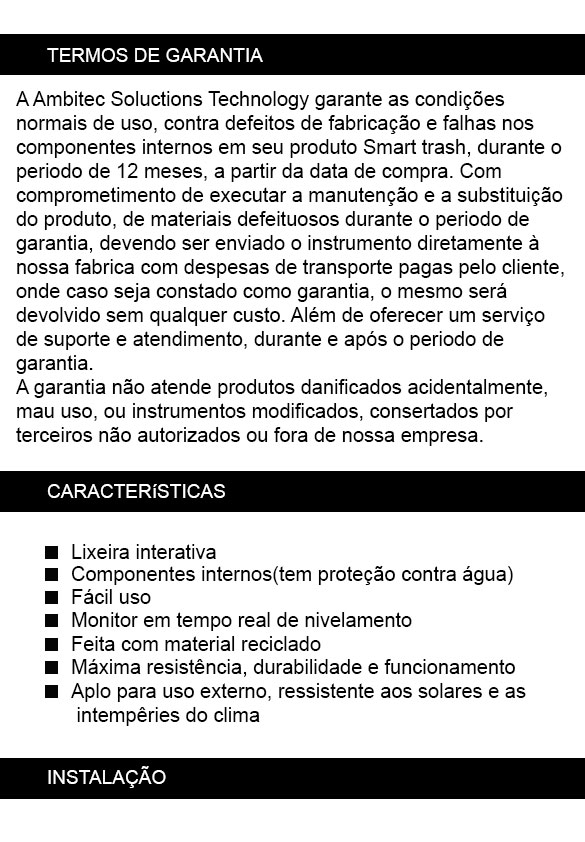 TERMOS DE GARANTIA
A Ambitec Soluctions Technology garante as condições
normais de uso, contra defeitos de fabricação e falhas nos
componentes internos em seu produto Smart trash, durante o
periodo de 12 meses, a partir da data de compra. Com
comprometimento de executar a manutenção e a substituição
do produto, de materiais defeituosos durante o periodo de
garantia, devendo ser enviado o instrumento diretamente à
nossa fabrica com despesas de transporte pagas pelo cliente,
onde caso seja constado como garantia, o mesmo será
devolvido sem qualquer custo. Além de oferecer um serviço
de suporte e atendimento, durante e após o periodo de
garantia.
A garantia não atende produtos danificados acidentalmente,
mau uso, ou instrumentos modificados, consertados por
terceiros não autorizados ou fora de nossa empresa.
CARACTERíSTICAS
■ Lixeira interativa
■ Componentes internos(tem proteção contra água)
■ Fácil uso
■ Monitor em tempo real de nivelamento
■ Feita com material reciclado
■ Máxima resistência, durabilidade e funcionamento
■ Aplo para uso externo, ressistente aos solares e as
intempêries do clima
INSTALAÇÃO